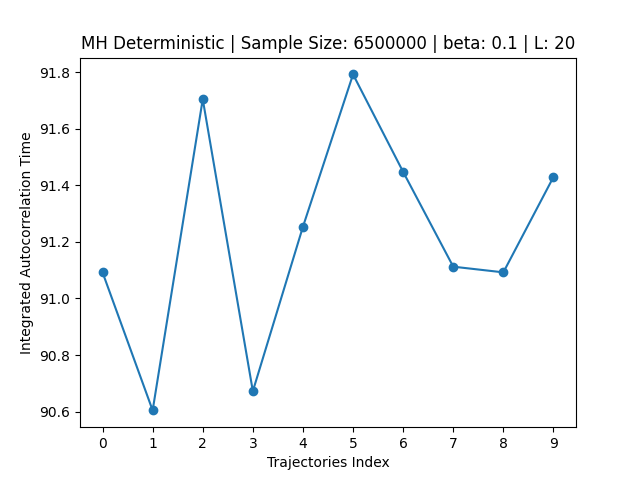 MH Deterministic | Sample Size: 6500000 | beta: 0.1 | L: 20
Integrated Autocorrelation Time
91.8
91.6
91.4
91.2
91.0
90.8
90.6
0 1 2 3 4 5 6 7 8 9
Trajectories Index